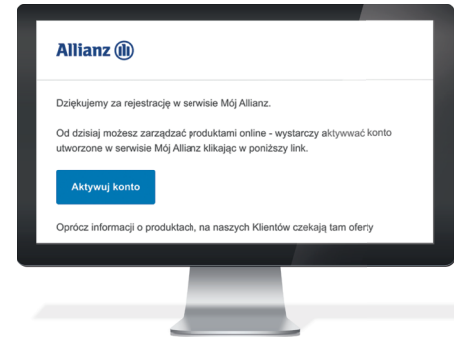 Allianz
Dziękujemy za rejestrację w serwisie Mój Allianz.
Od dzisiaj możesz zarządzać produktami online - wystarczy aktywwać konto
utworzone w serwisie Mój Allianz klikając w poniższy link.
Aktywuj konto
Oprócz informacji o produktach, na naszych Klientów czekają tam oferty